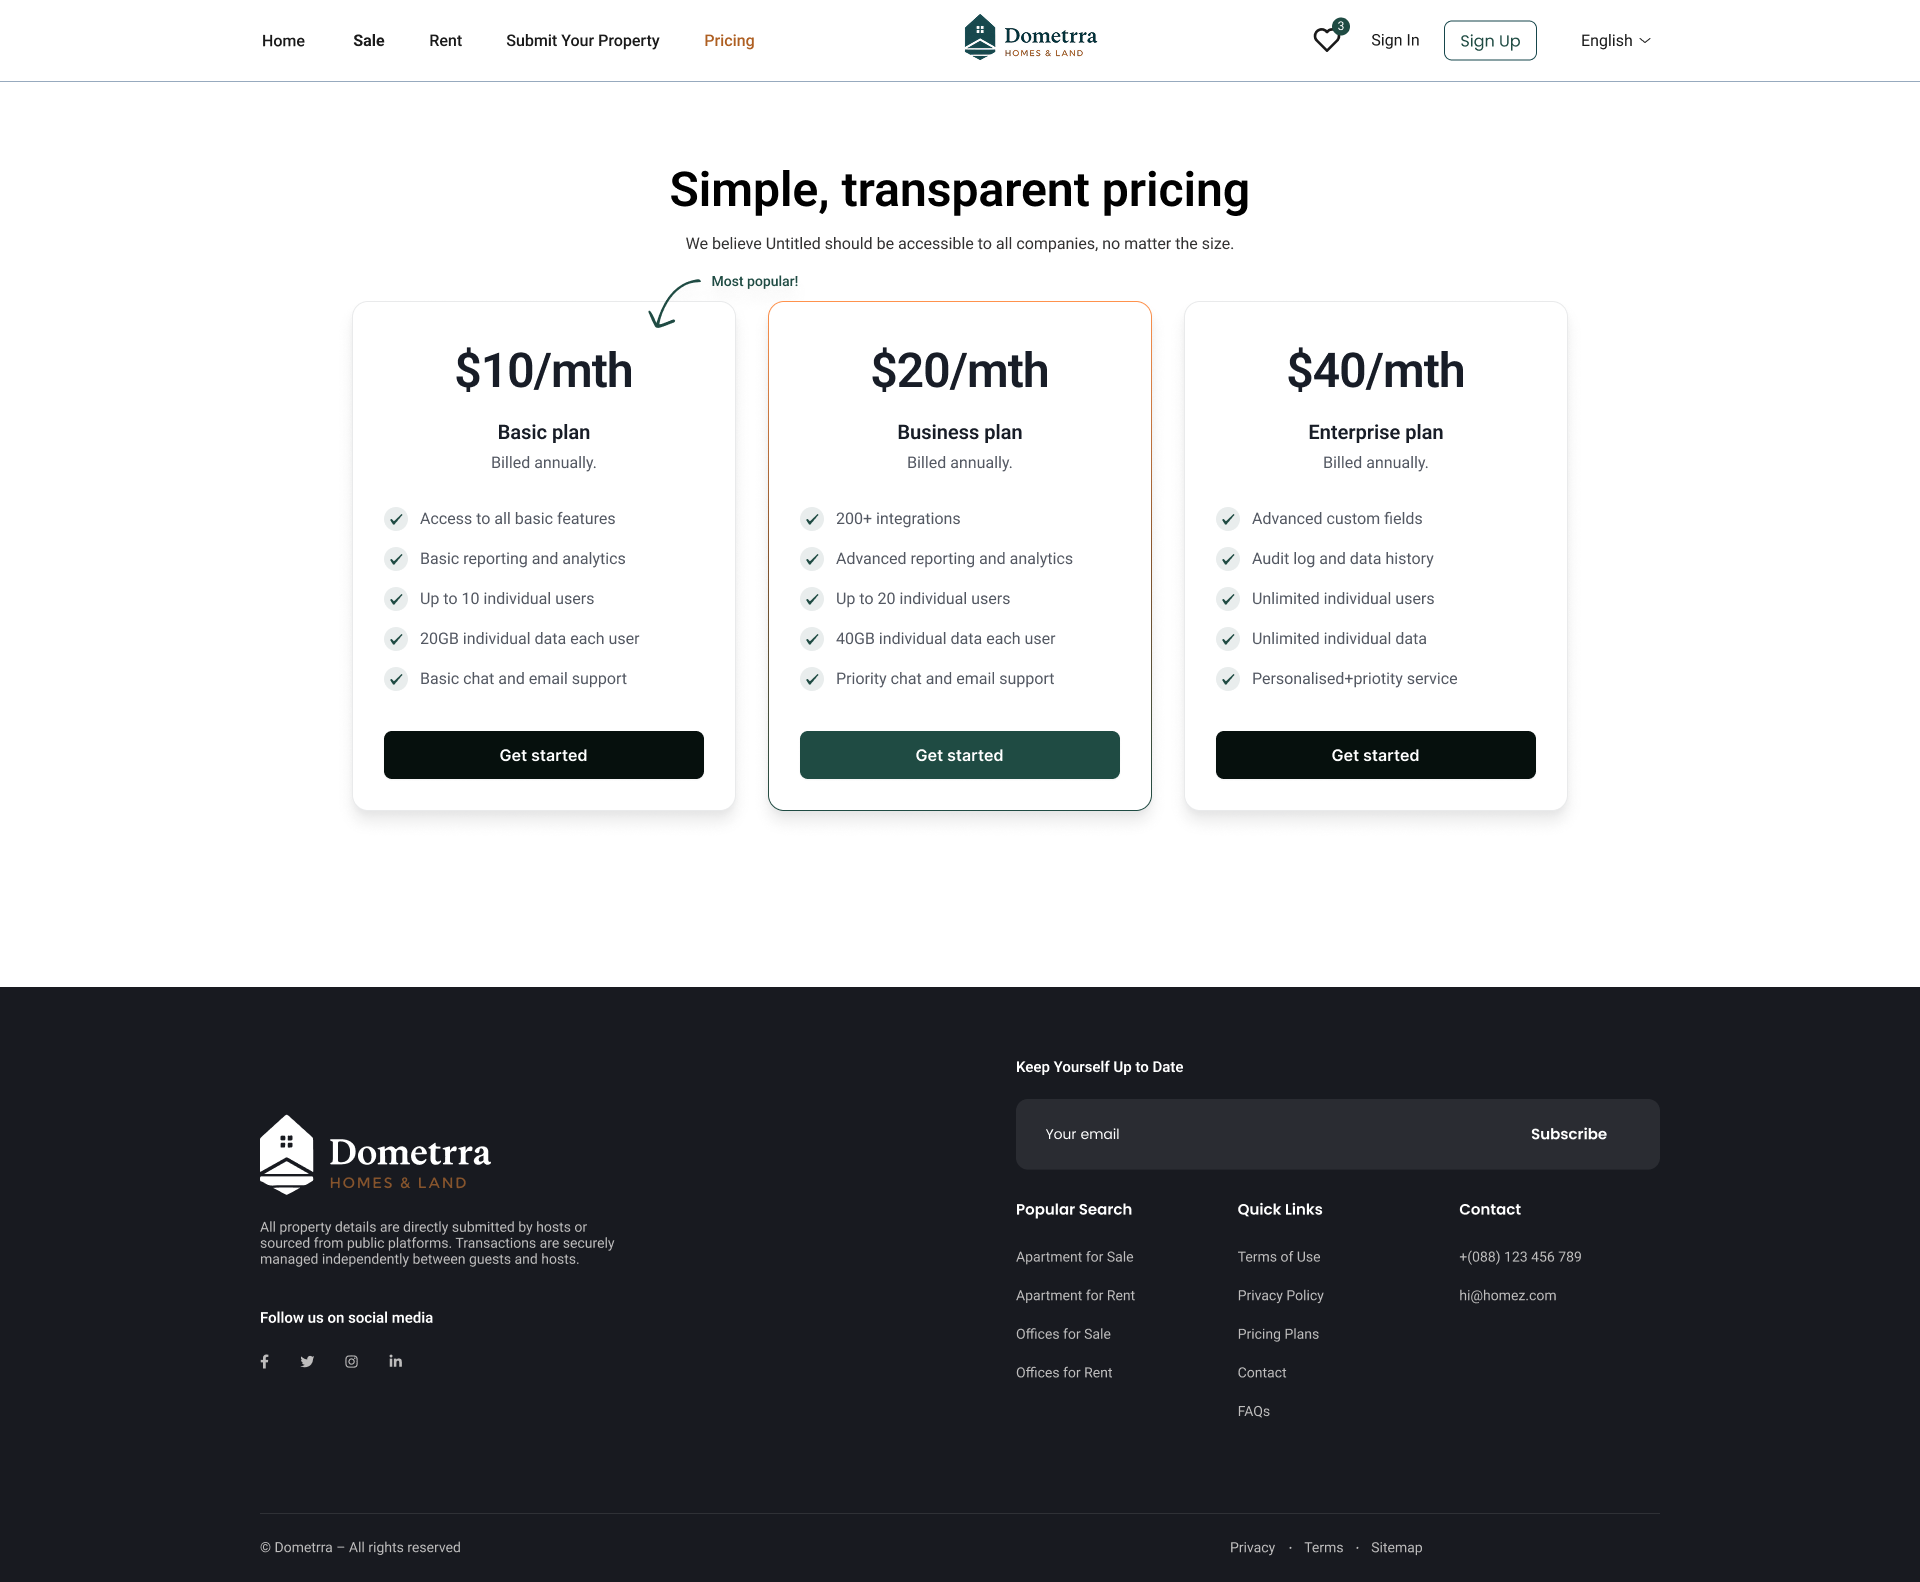 Home Sale Rent Submit Your Property Pricing
Dometrra
HOMES & LAND
3
Sign In Sign Up English
Simple, transparent pricing
We believe Untitled should be accessible to all companies, no matter the size.
Most popular!
$10/mth
Basic plan
Billed annually.
Access to all basic features
Basic reporting and analytics
Up to 10 individual users
20GB individual data each user
Basic chat and email support
Get started
$20/mth
Business plan
Billed annually.
200+ integrations
Advanced reporting and analytics
Up to 20 individual users
40GB individual data each user
Priority chat and email support
Get started
$40/mth
Enterprise plan
Billed annually.
Advanced custom fields
Audit log and data history
Unlimited individual users
Unlimited individual data
Personalised+priotity service
Get started
Dometrra
HOMES & LAND
All property details are directly submitted by hosts or
sourced from public platforms. Transactions are securely
managed independently between guests and hosts.
Follow us on social media
Keep Yourself Up to Date
Your email Subscribe
Popular Search
Apartment for Sale
Apartment for Rent
Offices for Sale
Offices for Rent
Quick Links
Terms of Use
Privacy Policy
Pricing Plans
Contact
FAQs
Contact
+(088) 123 456 789
hi@homez.com
© Dometrra – All rights reserved
Privacy · Terms · Sitemap